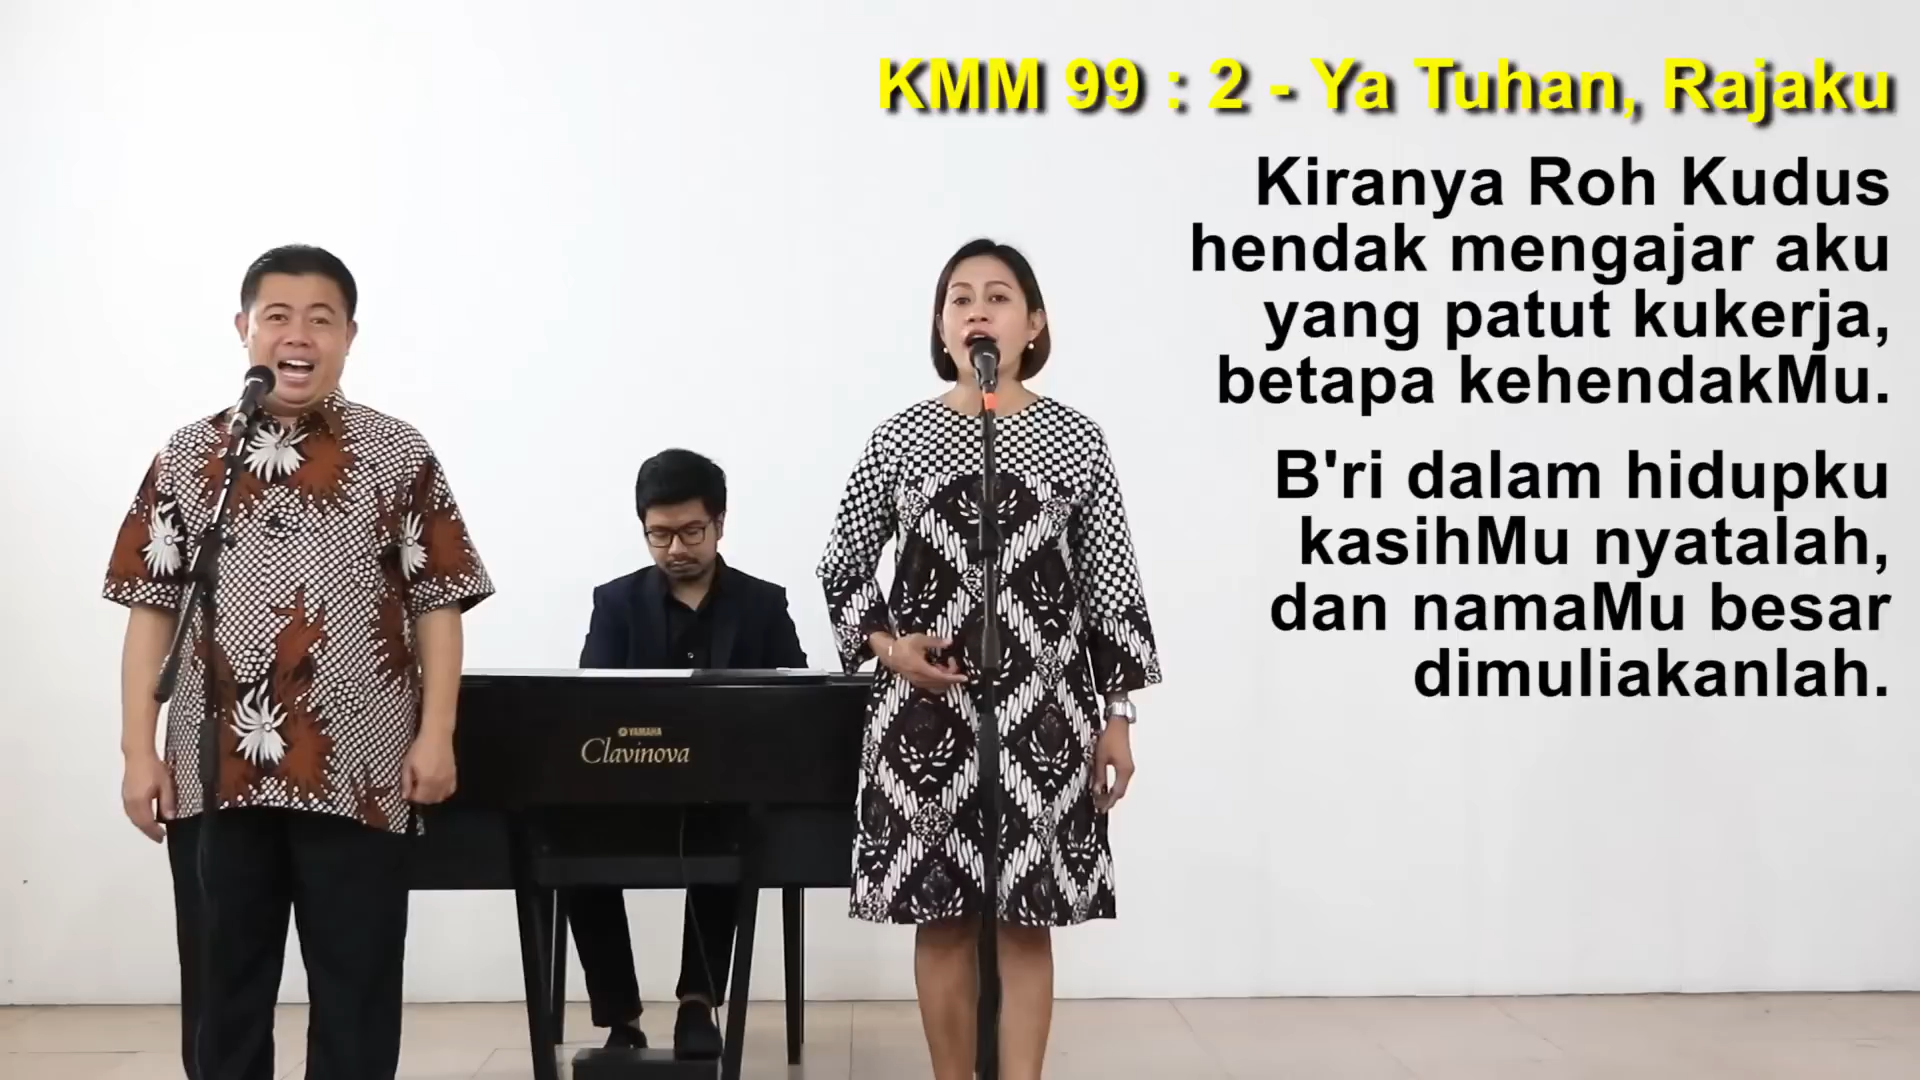 KMM 99 : 2 - Ya Tuhan, Rajaku
Kiranya Roh Kudus
hendak mengajar aku
yang patut kukerja,
betapa kehendakMu.
B'ri dalam hidupku
kasihMu nyatalah,
dan namaMu besar
dimuliakanlah.
YAMAHA
Clavinova